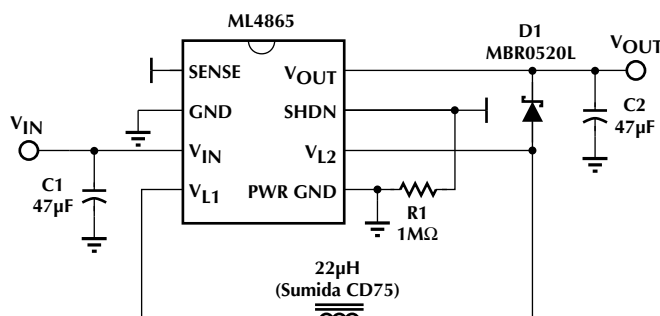 ML4865
D1
MBR0520L
VOUT
SENSE
VOUT
GND
SHDN
C2
47µF
VIN
VIN
VL2
C1
47µF
VL1
PWR GND
R1
1MΩ
22µH
(Sumida CD75)